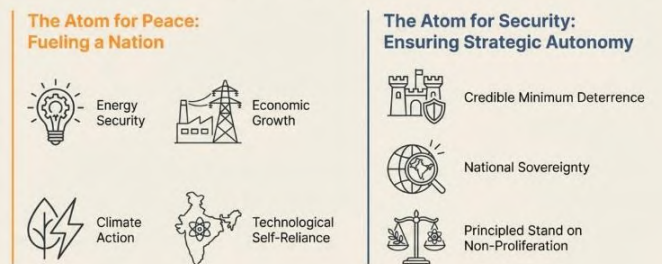 The Atom for Peace:
Fueling a Nation
Energy
Security
Economic
Growth
Climate
Action
Technological
Self-Reliance
The Atom for Security:
Ensuring Strategic Autonomy
Credible Minimum Deterrence
National Sovereignty
Principled Stand on
Non-Proliferation